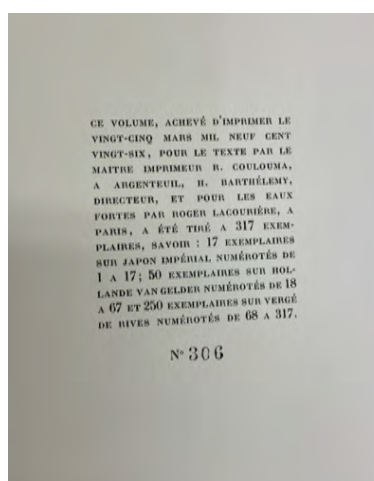 CE VOLUME, ACHEVÉ D'IMPRIMER LE
VINGT-CINQ MARS MIL NEUF CENT
VINGT-SIX, POUR LE TEXTE PAR LE
MAITRE IMPRIMEUR R. COULOUMA,
A ARGENTEUIL, H. BARTHÉLEMY,
DIRECTEUR, ET POUR LES EAUX
FORTES PAR ROGER LACOURIÈRE, A
PARIS, A ÉTÉ TIRÉ A 317 EXEM-
PLAIRES, SAVOIR : 17 EXEMPLAIRES
SUR JAPON IMPÉRIAL NUMÉROTÉS DE
1 A 17; 50 EXEMPLAIRES SUR HOL-
LANDE VAN GELDER NUMÉROTÉS DE 18
A 67 ET 250 EXEMPLAIRES SUR VERGÉ
DE RIVES NUMÉROTÉS DE 68 A 317.
N° 306